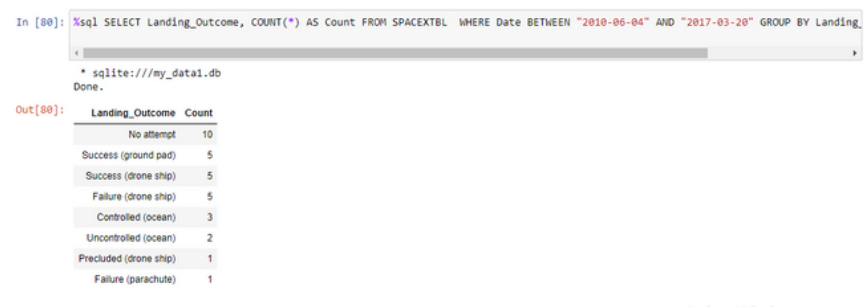 In [80]: %sql SELECT Landing_Outcome, COUNT(*) AS Count FROM SPACEXTBL WHERE Date BETWEEN "2010-06-04" AND "2017-03-20" GROUP BY Landing_
* sqlite:///my_data1.db
Done.
Out[80]: Landing_Outcome Count
No attempt 10
Success (ground pad) 5
Success (drone ship) 5
Failure (drone ship) 5
Controlled (ocean) 3
Uncontrolled (ocean) 2
Precluded (drone ship) 1
Failure (parachute) 1